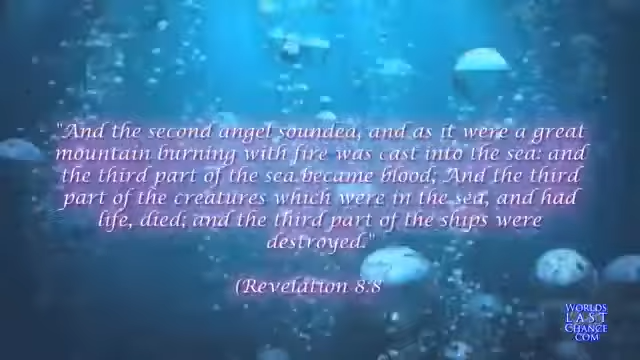 "And the second angel sounded, and as it were a great
mountain burning with fire was cast into the sea: and
the third part of the sea became blood; And the third
part of the creatures which were in the sea, and had
life, died; and the third part of the ships were
destroyed."
(Revelation 8:8
WORLDS
LAST
CHANCE
.COM